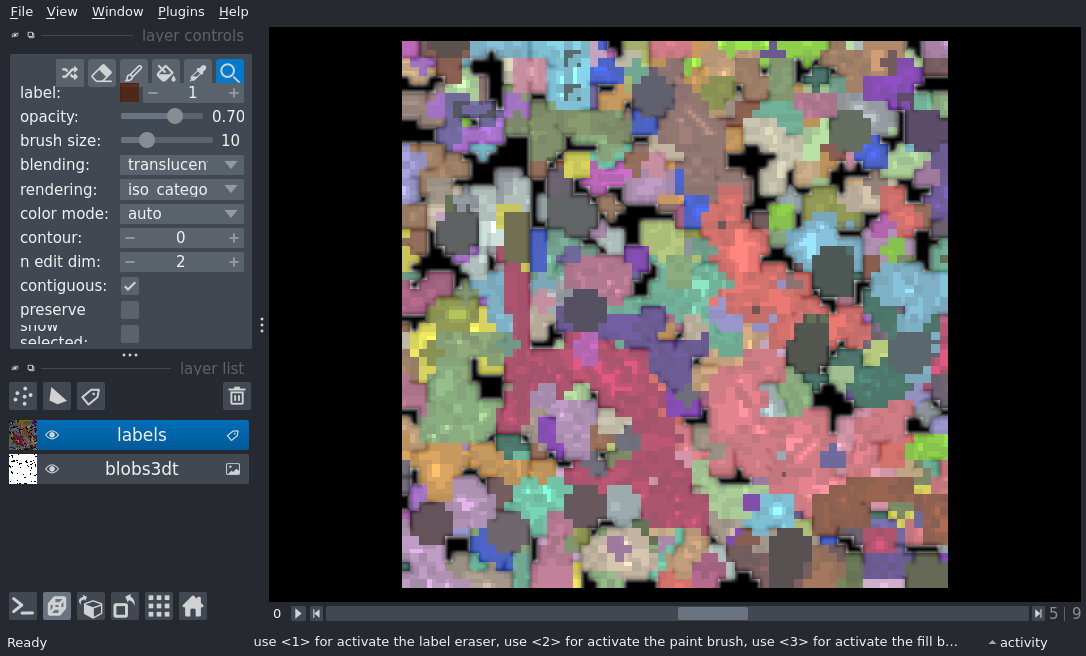 File View Window Plugins Help
layer controls
label: 1
opacity: 0.70
brush size: 10
blending: translucen
rendering: iso_catego
color mode: auto
contour: 0
n edit dim: 2
contiguous:
preserve
show
selected:
layer list
labels
blobs3dt
0 5 | 9
Ready use <1> for activate the label eraser, use <2> for activate the paint brush, use <3> for activate the fill b... activity